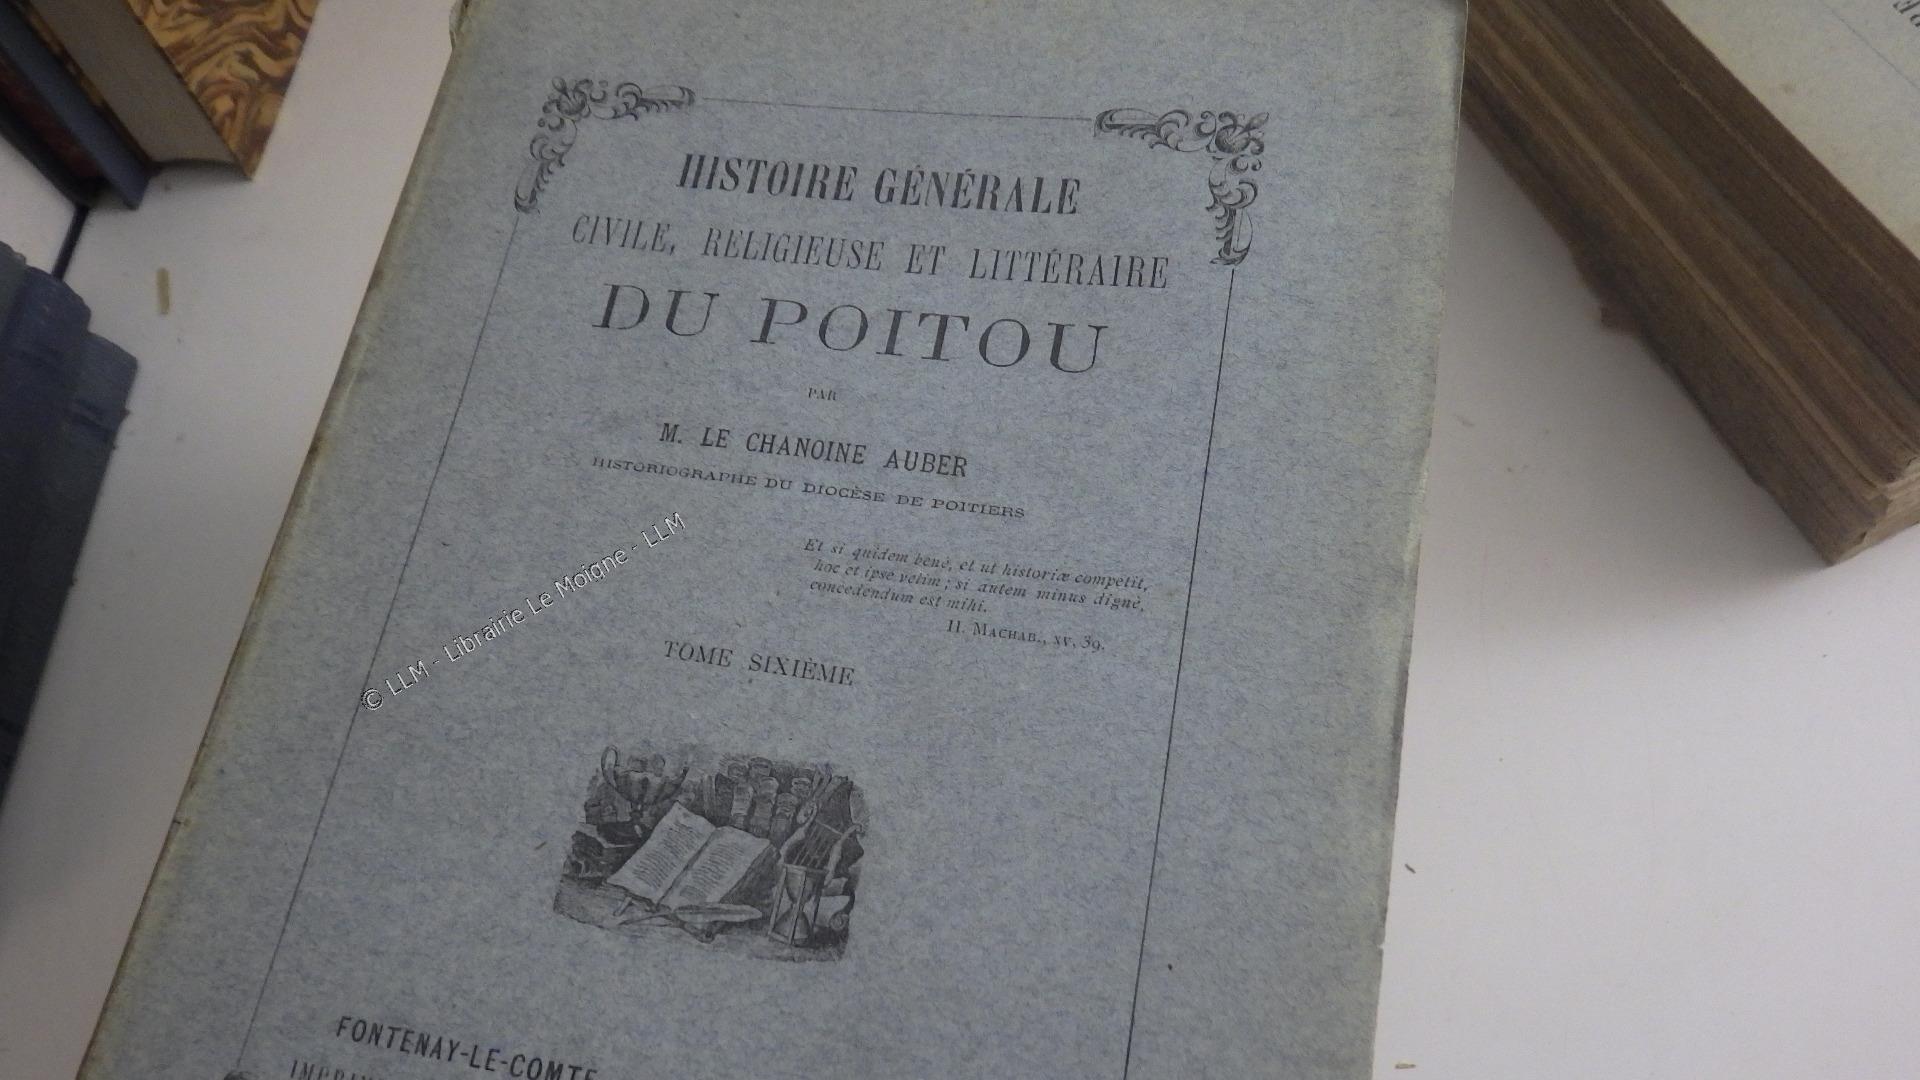 HISTOIRE GÉNÉRALE
CIVILE, RELIGIEUSE ET LITTÉRAIRE
DU POITOU
PAR
M. LE CHANOINE AUBER
HISTORIOGRAPHE DU DIOCÈSE DE POITIERS
Et si quidem benè, et ut historiæ competit,
hoc et ipse velim ; si autem minus dignè,
concedendum est mihi.
II. MACHAB., XV, 39.
TOME SIXIÈME
FONTENAY-LE-COMTE
© LLM - Librairie Le Moigne - LLM